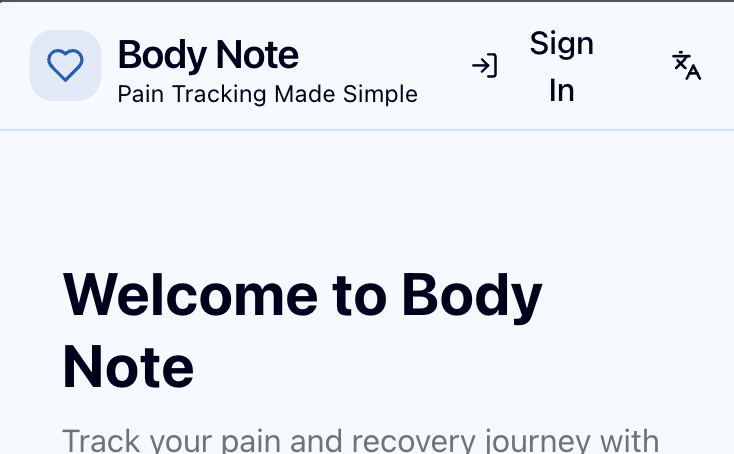 Body Note
Pain Tracking Made Simple
Sign
In
Welcome to Body
Note
Track your pain and recovery journey with